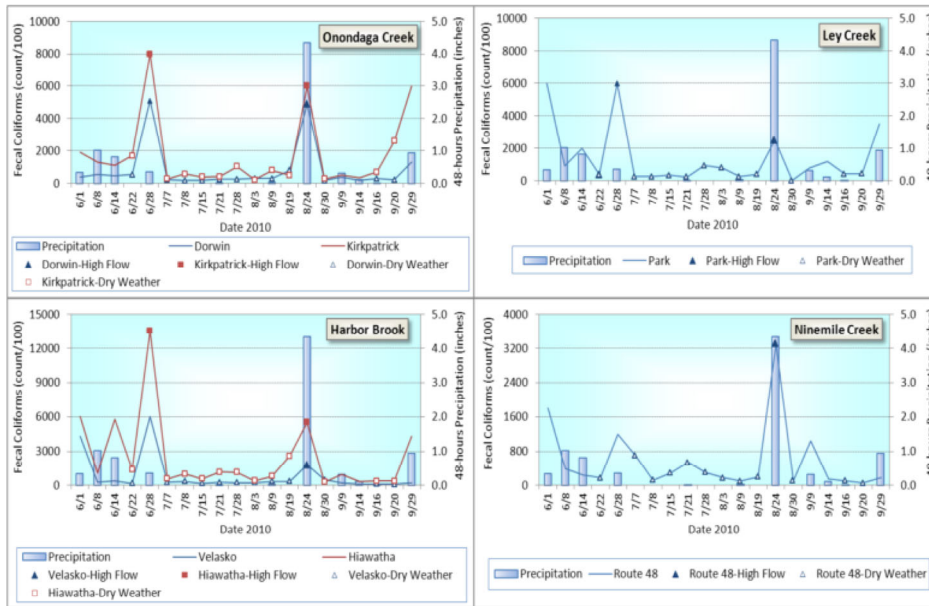 Onondaga Creek
Fecal Coliforms (count/100)
10000
8000
6000
4000
2000
0
5.0
4.0
3.0
2.0
1.0
0.0
48-hours Precipitation (inches)
6/1 6/8 6/14 6/22 6/28 7/7 7/13 7/15 7/21 7/28 8/3 8/9 8/19 8/24 8/30 9/9 9/14 9/16 9/22 9/29
Date 2010
Precipitation Dorwin Kirkpatrick
Dorwin-High Flow Kirkpatrick-High Flow Dorwin-Dry Weather
Kirkpatrick-Dry Weather
Ley Creek
Fecal Coliforms (count/100)
10000
8000
6000
4000
2000
0
5.0
4.0
3.0
2.0
1.0
0.0
6/1 6/8 6/14 6/22 6/28 7/7 7/13 7/15 7/21 7/28 8/3 8/9 8/19 8/24 8/30 9/9 9/14 9/16 9/22 9/29
Date 2010
Precipitation Park Park-High Flow Park-Dry Weather
Harbor Brook
Fecal Coliforms (count/100)
15000
12000
9000
6000
3000
0
5.0
4.0
3.0
2.0
1.0
0.0
48-hours Precipitation (inches)
6/1 6/8 6/14 6/22 6/28 7/7 7/13 7/15 7/21 7/28 8/3 8/9 8/19 8/24 8/30 9/9 9/14 9/16 9/22 9/29
Date 2010
Precipitation Velasko Hiawatha
Velasko-High Flow Hiawatha-High Flow Velasko-Dry Weather
Hiawatha-Dry Weather
Ninemile Creek
Fecal Coliforms (count/100)
4000
3200
2400
1600
800
0
5.0
4.0
3.0
2.0
1.0
0.0
6/1 6/8 6/14 6/22 6/28 7/7 7/13 7/15 7/21 7/28 8/3 8/9 8/19 8/24 8/30 9/9 9/14 9/16 9/22 9/29
Date 2010
Precipitation Route 48 Route 48-High Flow Route 48-Dry Weather